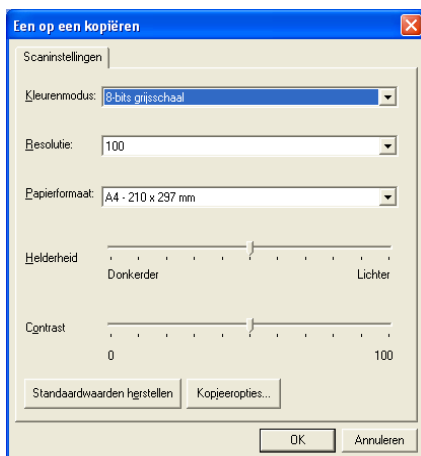 Een op een kopiëren
Scaninstellingen
Kleurenmodus: 8-bits grijsschaal
Resolutie: 100
Papierformaat: A4 - 210 x 297 mm
Helderheid
Donkerder Lichter
Contrast
0 100
Standaardwaarden herstellen Kopieeropties...
OK Annuleren